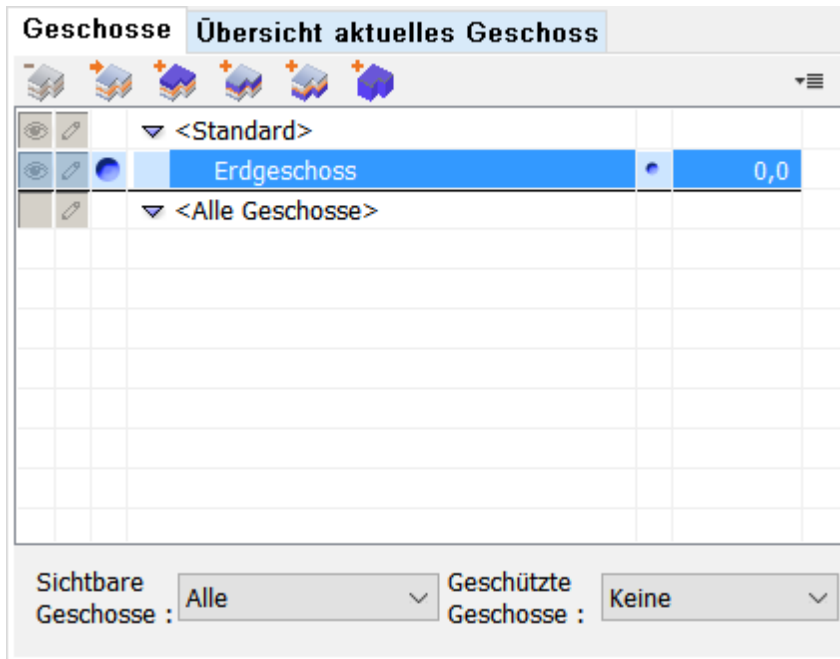 Geschosse Übersicht aktuelles Geschoss
<Standard>
Erdgeschoss 0,0
<Alle Geschosse>
Sichtbare Geschosse : Alle
Geschützte Geschosse : Keine